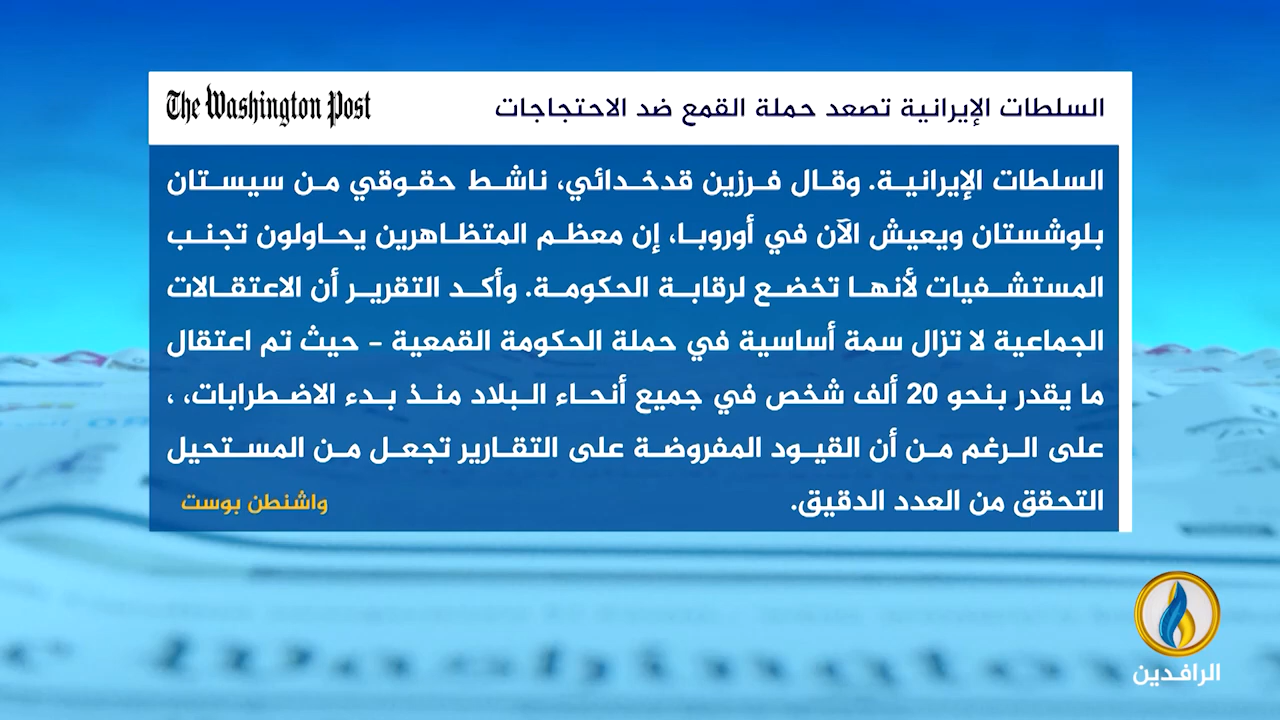 السلطات الإيرانية تصعد حملة القمع ضد الاحتجاجات
The Washington Post
السلطات الإيرانية. وقال فرزين قدخدائي، ناشط حقوقي من سيستان
بلوشستان ويعيش الآن في أوروبا، إن معظم المتظاهرين يحاولون تجنب
المستشفيات لأنها تخضع لرقابة الحكومة. وأكد التقرير أن الاعتقالات
الجماعية لا تزال سمة أساسية في حملة الحكومة القمعية – حيث تم اعتقال
ما يقدر بنحو 20 ألف شخص في جميع أنحاء البلاد منذ بدء الاضطرابات، ،
على الرغم من أن القيود المفروضة على التقارير تجعل من المستحيل
التحقق من العدد الدقيق.
واشنطن بوست
الرافدين